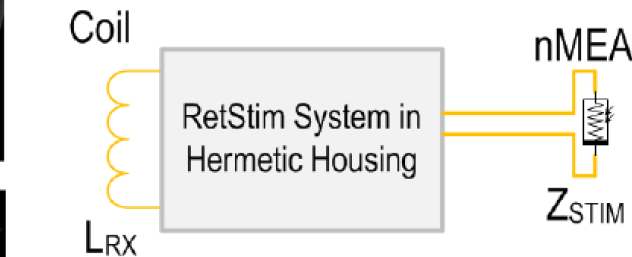 Coil
nMEA
RetStim System in
Hermetic Housing
ZSTIM
LRX